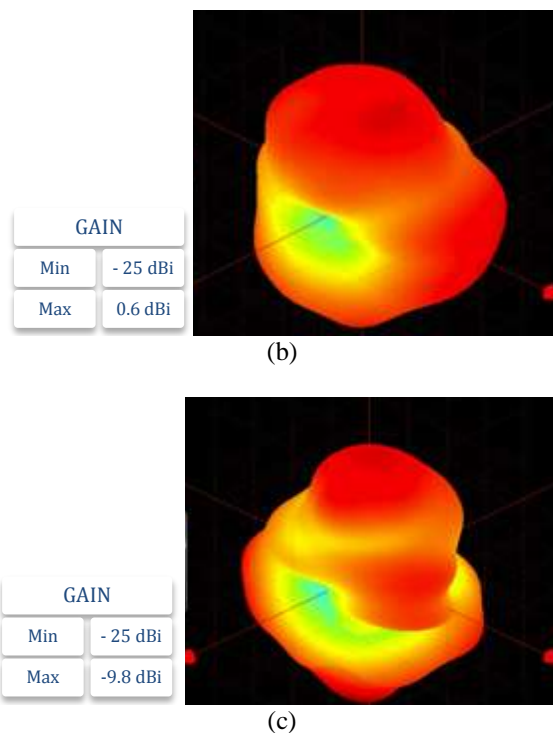 GAIN
Min - 25 dBi
Max 0.6 dBi
(b)
GAIN
Min - 25 dBi
Max -9.8 dBi
(c)